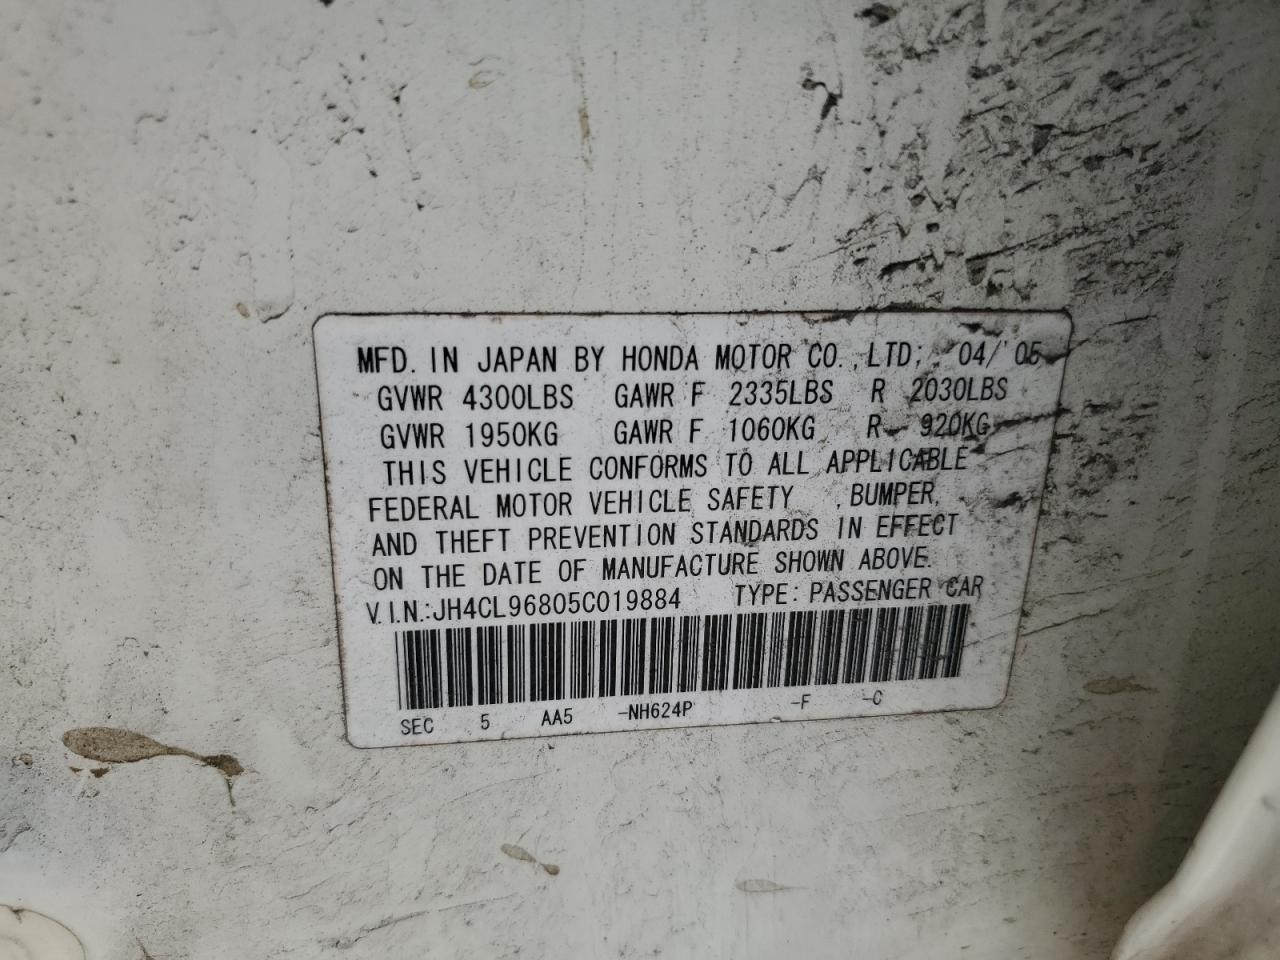 MFD. IN JAPAN BY HONDA MOTOR CO., LTD; 04/'05
GVWR 4300LBS GAWR F 2335LBS R 2030LBS
GVWR 1950KG GAWR F 1060KG R 920KG
THIS VEHICLE CONFORMS TO ALL APPLICABLE
FEDERAL MOTOR VEHICLE SAFETY , BUMPER,
AND THEFT PREVENTION STANDARDS IN EFFECT
ON THE DATE OF MANUFACTURE SHOWN ABOVE.
V.I.N.:JH4CL96805C019884 TYPE: PASSENGER CAR
SEC 5 AA5 -NH624P -F -C